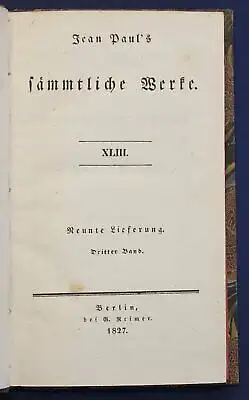 Jean Paul's
sämmtliche Werke.
XLIII.
Neunte Lieferung.
Dritter Band.
Berlin,
bei G. Reimer.
1827.